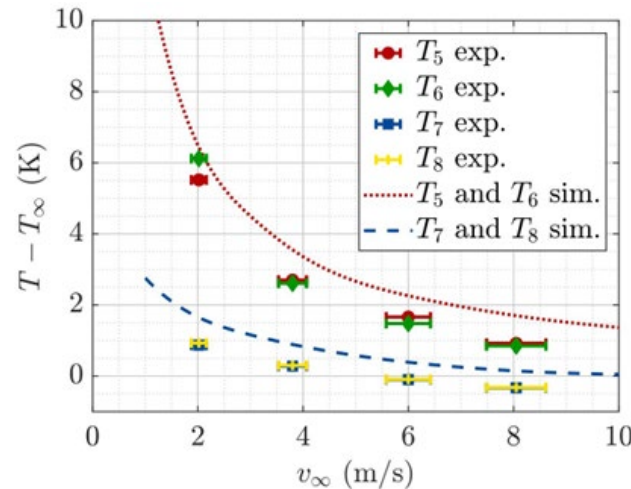 10
8
6
4
2
0
T − T∞ (K)
0 2 4 6 8 10
v∞ (m/s)
T₅ exp.
T₆ exp.
T₇ exp.
T₈ exp.
T₅ and T₆ sim.
T₇ and T₈ sim.